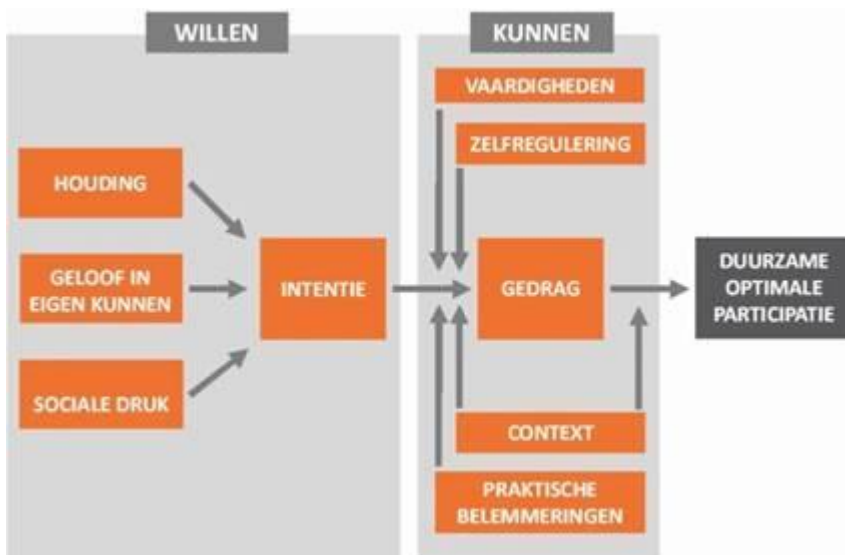 WILLEN
HOUDING
GELOOF IN
EIGEN KUNNEN
SOCIALE DRUK
INTENTIE
KUNNEN
VAARDIGHEDEN
ZELFREGULERING
GEDRAG
CONTEXT
PRAKTISCHE
BELEMMERINGEN
DUURZAME
OPTIMALE
PARTICIPATIE